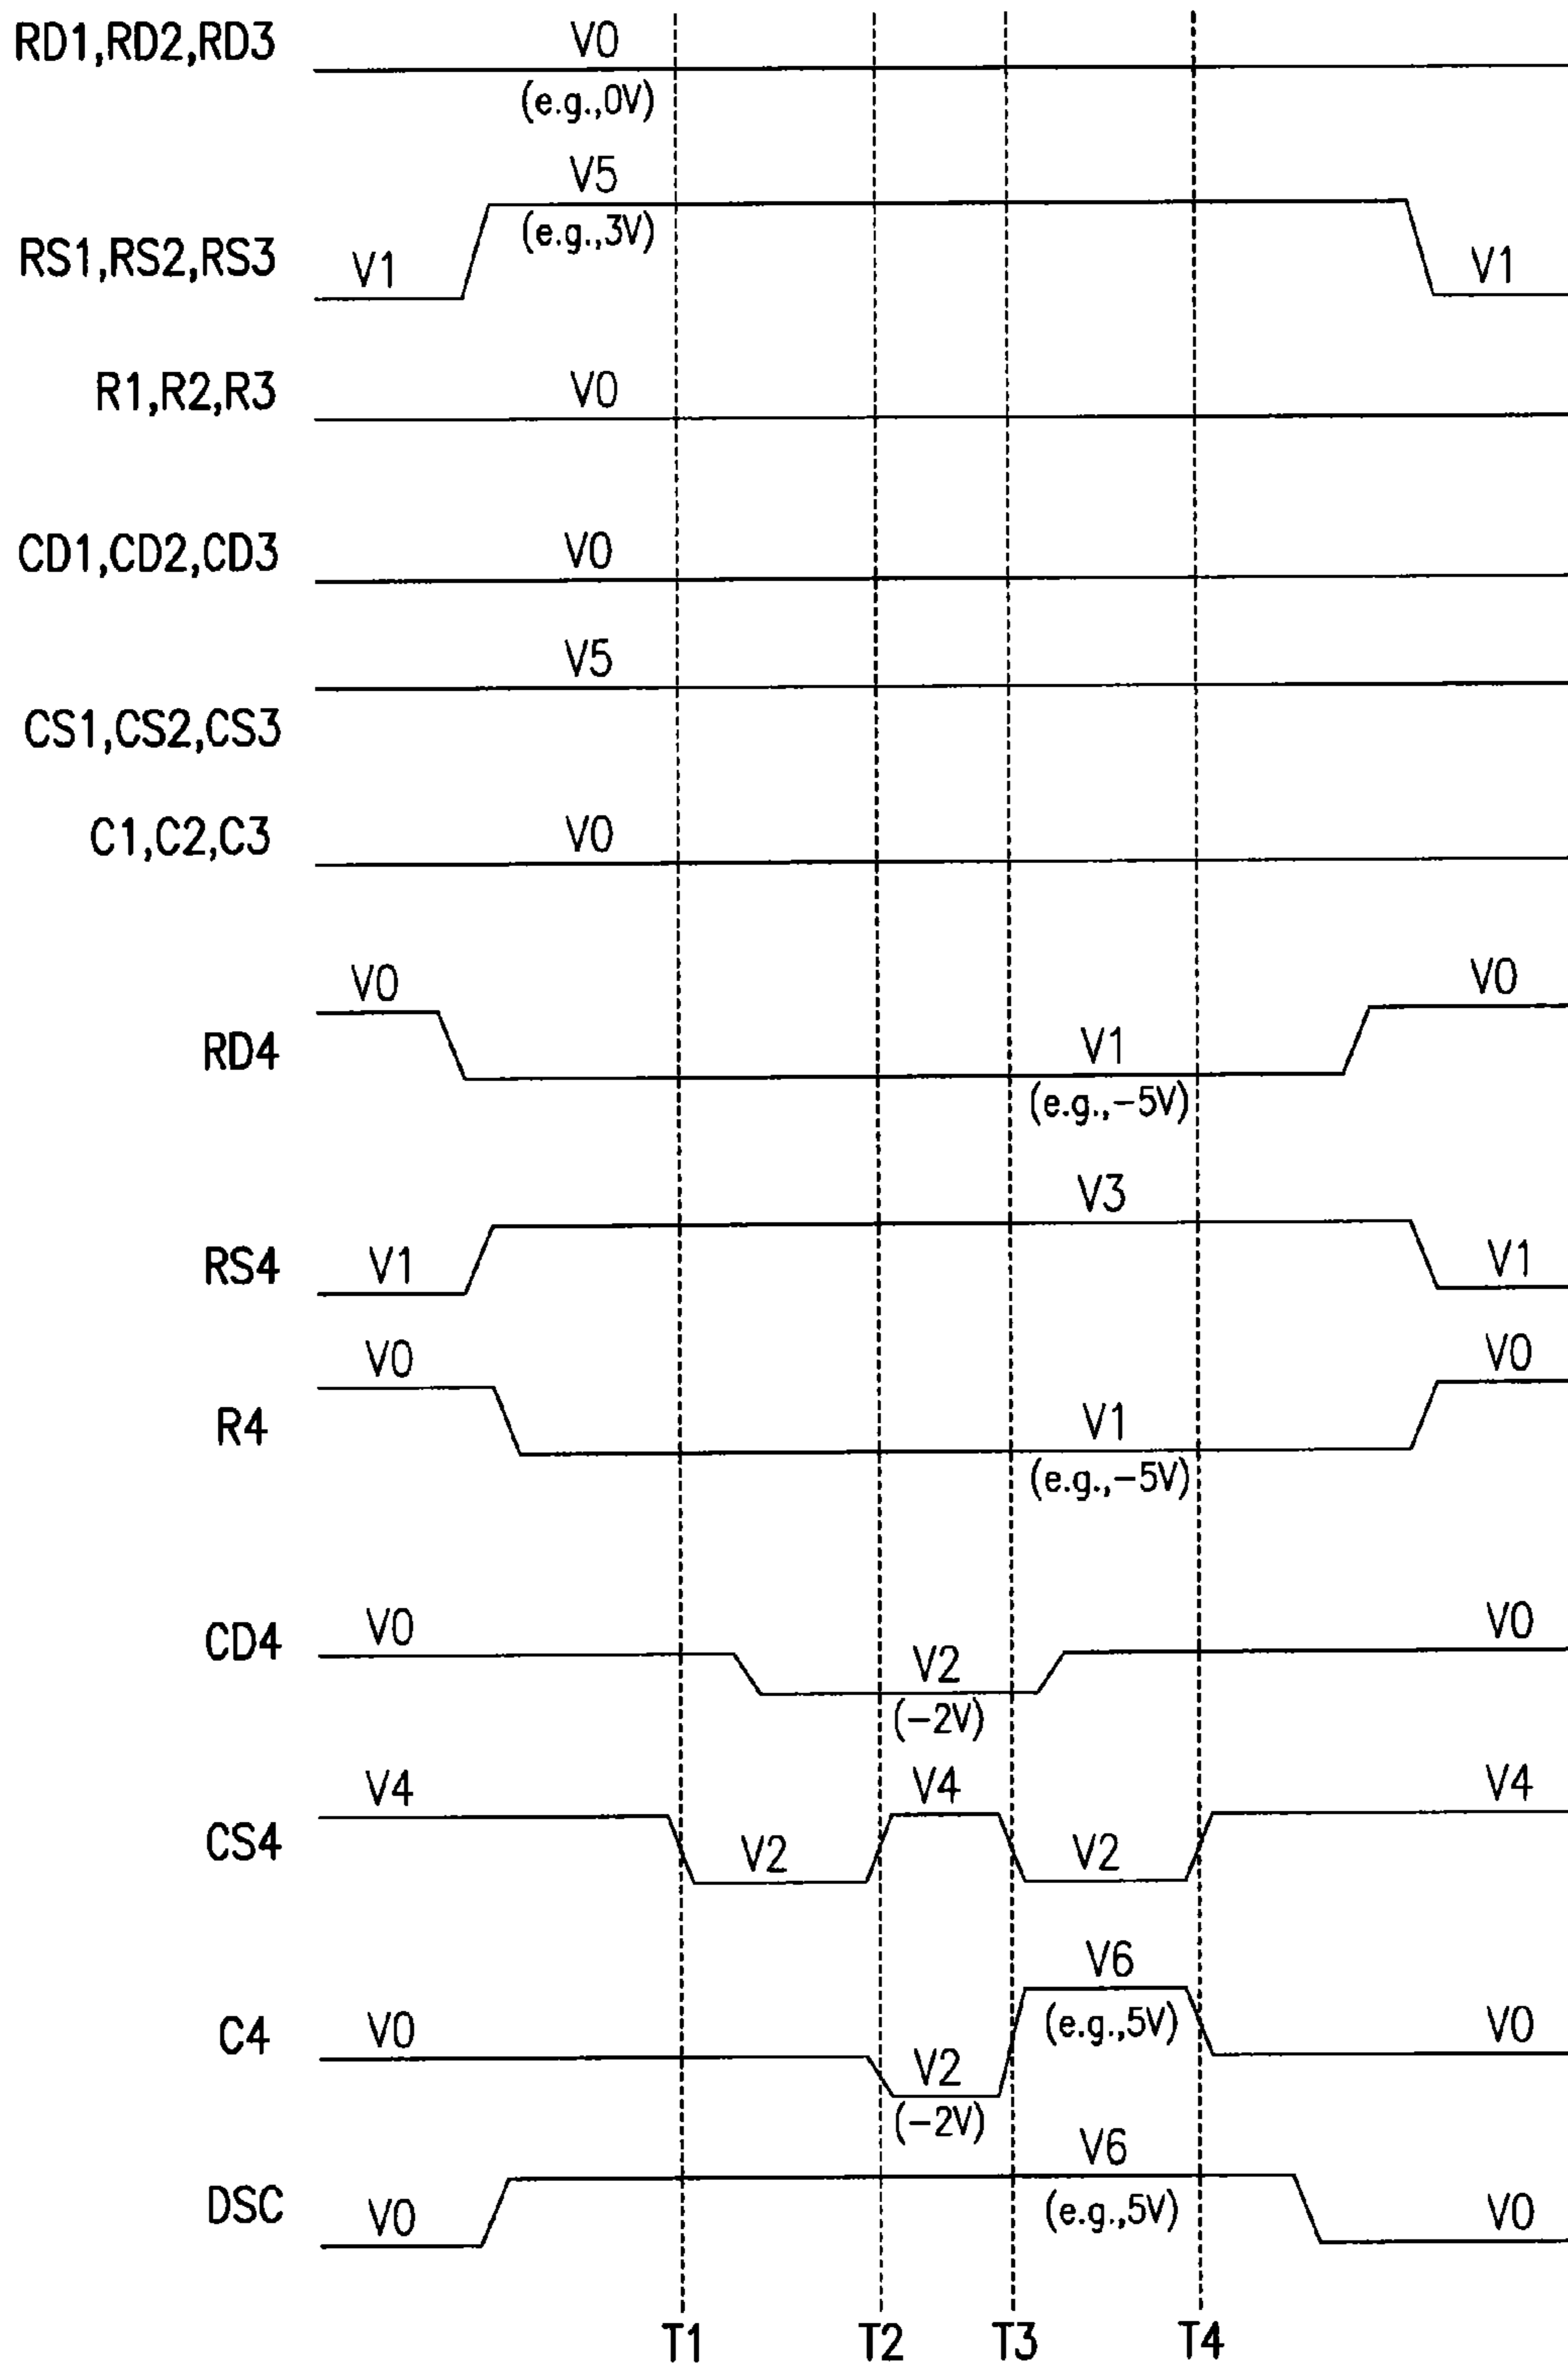 RD1,RD2,RD3 V0
(e.g.,0V)
V5
(e.g.,3V)
RS1,RS2,RS3 V1 V1
R1,R2,R3 V0
CD1,CD2,CD3 V0
V5
CS1,CS2,CS3
C1,C2,C3 V0
V0 V0
RD4 V1
(e.g.,-5V)
V3
RS4 V1 V1
V0 V0
R4 V1
(e.g.,-5V)
CD4 V0 V2 V0
(-2V)
V4 V4 V4
CS4 V2 V2
V6
(e.g.,5V)
C4 V0 V2 V0
(-2V)
V6
DSC V0 (e.g.,5V) V0
T1 T2 T3 T4